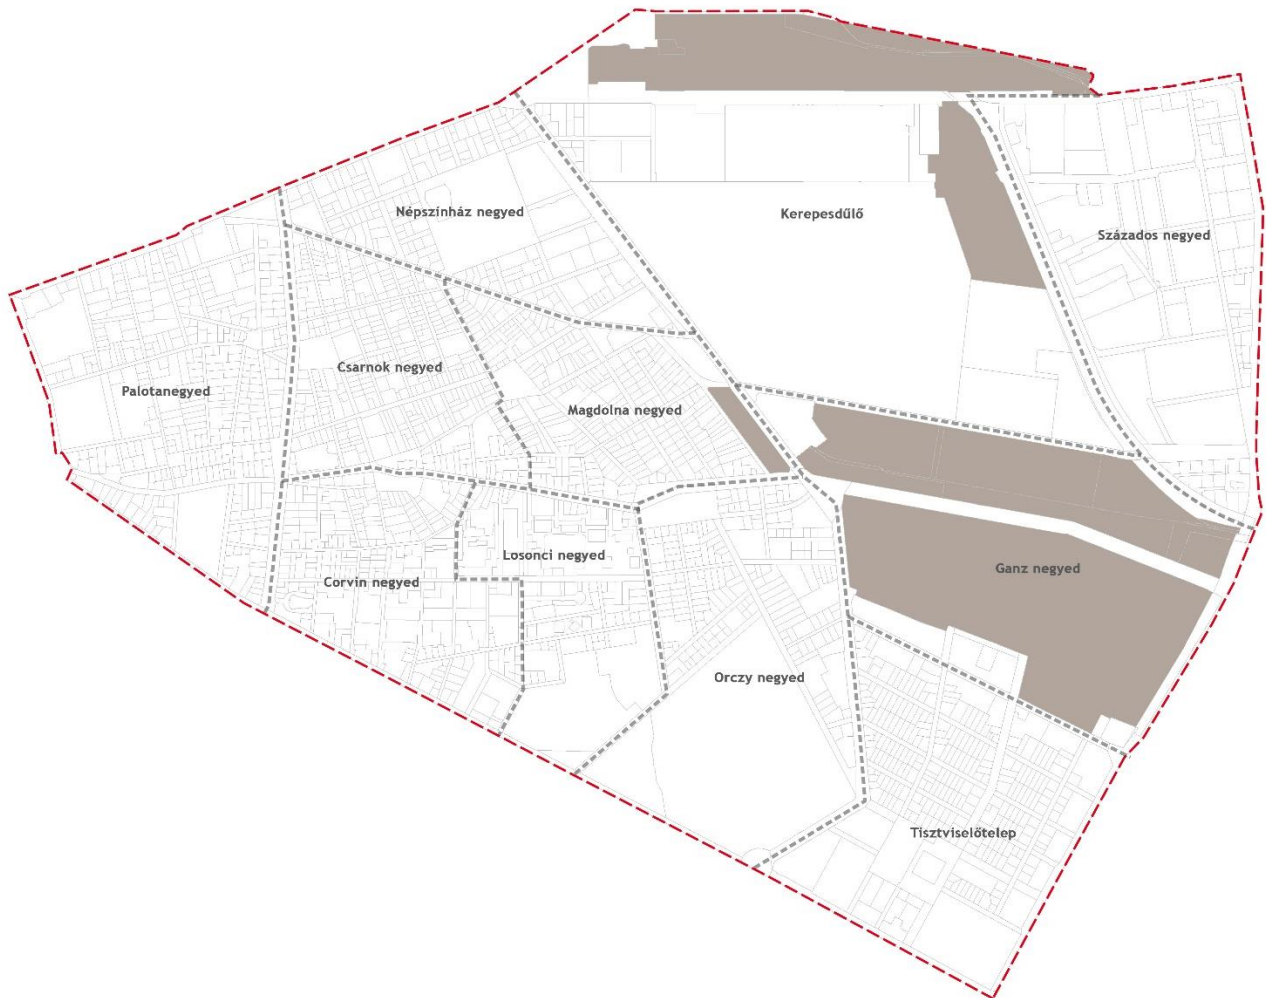 Népszínház negyed
Kerepesdűlő
Százados negyed
Palotanegyed
Csarnok negyed
Magdolna negyed
Corvin negyed
Losonci negyed
Ganz negyed
Orczy negyed
Tisztviselőtelep